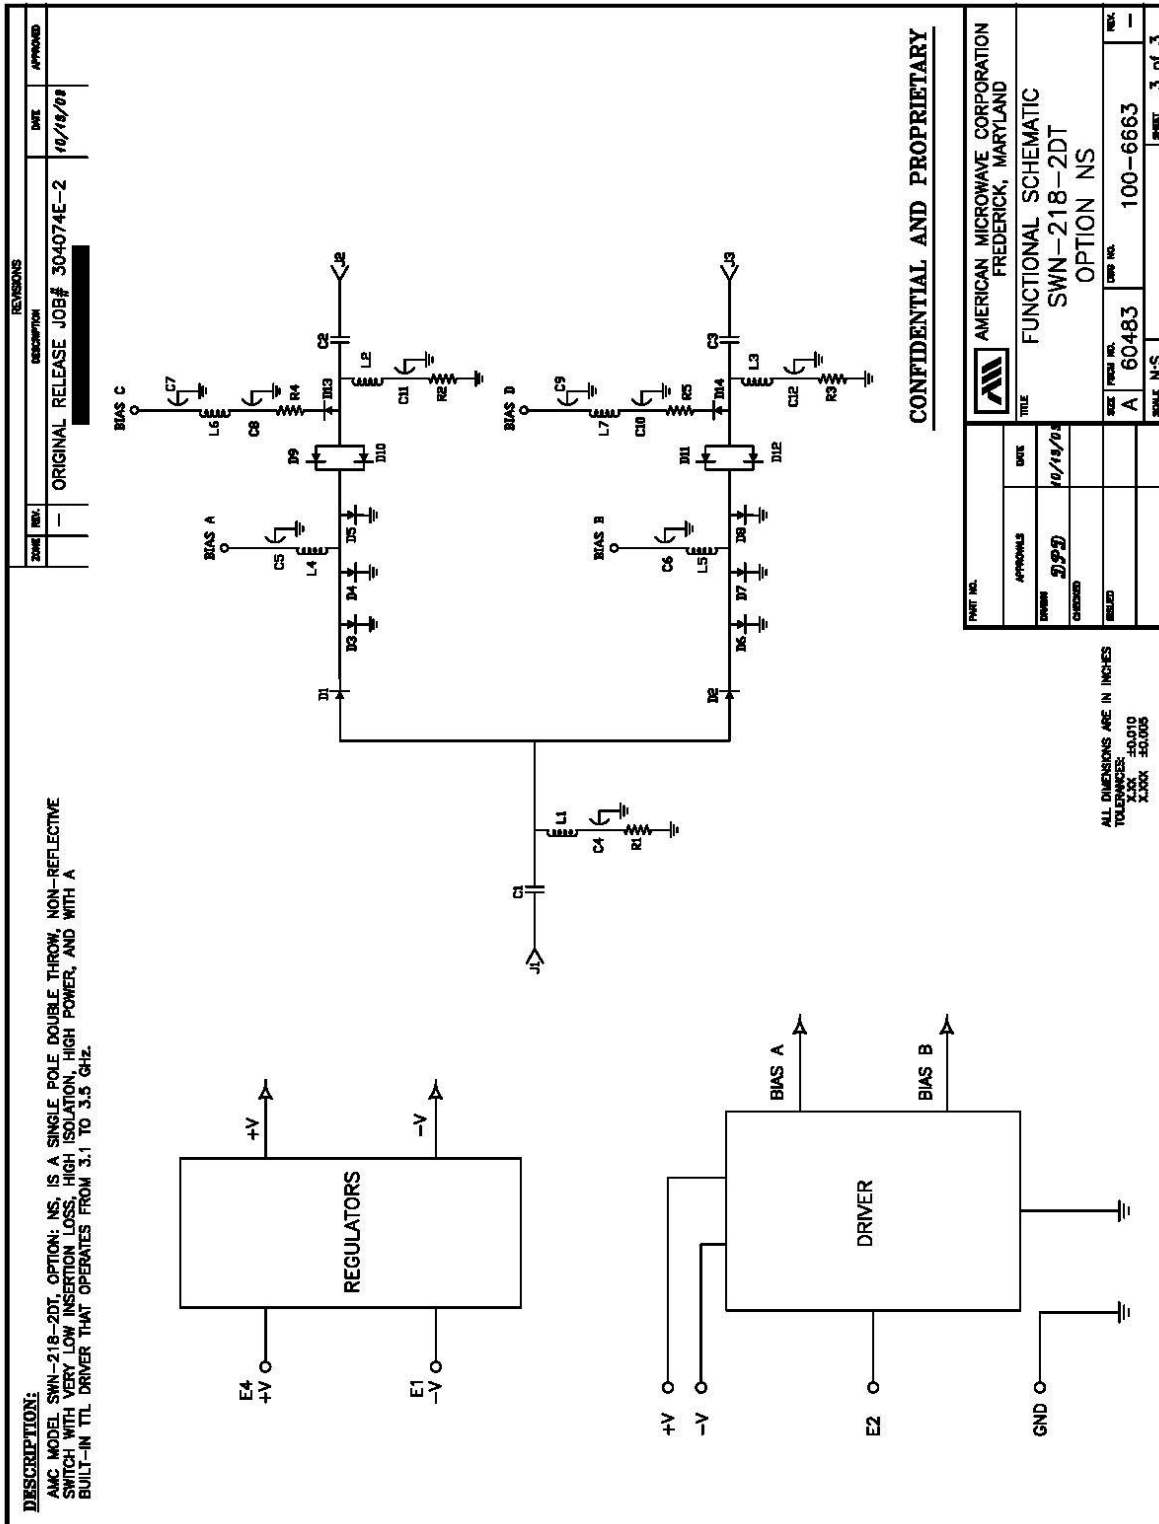 DESCRIPTION:
AMC MODEL SWN-218-2DT, OPTION: NS, IS A SINGLE POLE DOUBLE THROW, NON-REFLECTIVE
SWITCH WITH VERY LOW INSERTION LOSS, HIGH ISOLATION, HIGH POWER, AND WITH A
BUILT-IN TTL DRIVER THAT OPERATES FROM 3.1 TO 3.5 GHz.
REVISIONS
ZONE REV. DESCRIPTION DATE APPROVED
– ORIGINAL RELEASE JOB# 304074E-2 10/15/08
E4
+V
REGULATORS
+V
E1
-V
-V
+V
-V
E2
GND
DRIVER
BIAS A
BIAS B
J1
C1
L1
C4
R1
D1
D3
D4
D5
BIAS A
C5
L4
D9
D10
BIAS C
C7
L6
C8
R4
D13
C2
L2
C11
R2
J2
D2
D6
D7
D8
BIAS B
C6
L5
D11
D12
BIAS D
C9
L7
C10
R5
D14
C3
L3
C12
R3
J3
CONFIDENTIAL AND PROPRIETARY
ALL DIMENSIONS ARE IN INCHES
TOLERANCES:
X.XX ±0.010
X.XXX ±0.005
PART NO.
APPROVALS DATE
DRAWN DPD 10/15/08
CHECKED
ISSUED
AMERICAN MICROWAVE CORPORATION
FREDERICK, MARYLAND
TITLE
FUNCTIONAL SCHEMATIC
SWN-218-2DT
OPTION NS
SIZE A
FSCM NO. 60483
DWG NO. 100-6663
REV. –
SCALE N:S
SHEET 3 of 3